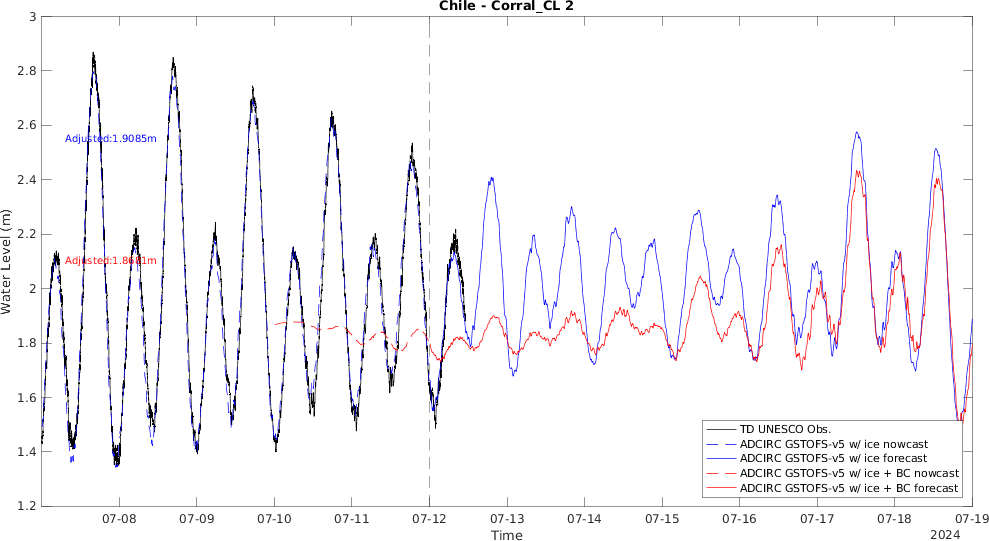 Chile - Corral_CL 2
Water Level (m)
3
2.8
2.6
2.4
2.2
2
1.8
1.6
1.4
1.2
Adjusted:1.9085m
TD UNESCO Obs.
ADCIRC GSTOFS-v5 w/ ice nowcast
ADCIRC GSTOFS-v5 w/ ice forecast
ADCIRC GSTOFS-v5 w/ ice + BC nowcast
ADCIRC GSTOFS-v5 w/ ice + BC forecast
07-08 07-09 07-10 07-11 07-12 07-13 07-14 07-15 07-16 07-17 07-18 07-19
Time
2024